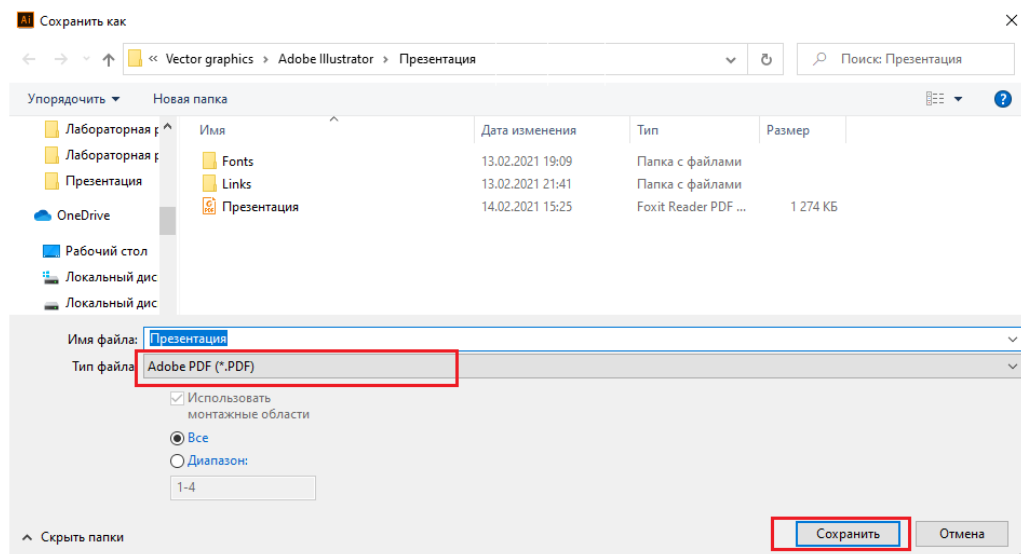 Ai Сохранить как
« Vector graphics › Adobe Illustrator › Презентация
Поиск: Презентация
Упорядочить Новая папка
?
Лабораторная р
Лабораторная р
Презентация
OneDrive
Рабочий стол
Локальный дис
Локальный дис
Имя Дата изменения Тип Размер
Fonts 13.02.2021 19:09 Папка с файлами
Links 13.02.2021 21:41 Папка с файлами
Презентация 14.02.2021 15:25 Foxit Reader PDF ... 1 274 КБ
Имя файла: Презентация
Тип файла Adobe PDF (*.PDF)
Использовать
монтажные области
Все
Диапазон:
1-4
Скрыть папки
Сохранить Отмена